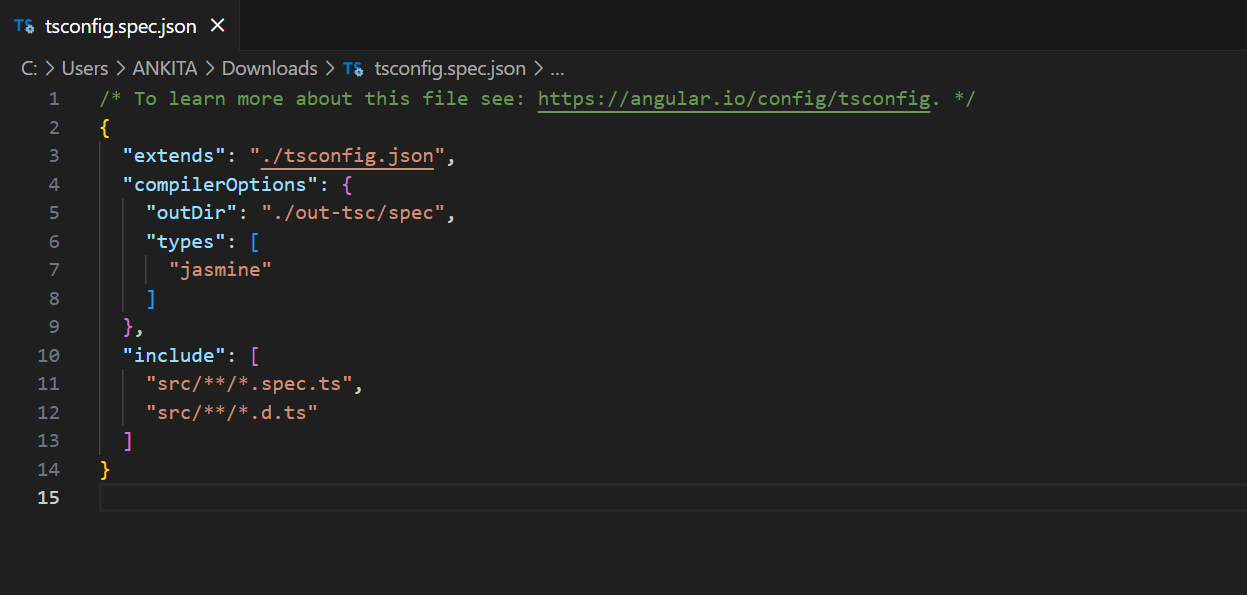 TS tsconfig.spec.json ×
C: > Users > ANKITA > Downloads > TS tsconfig.spec.json > ...
1 /* To learn more about this file see: https://angular.io/config/tsconfig. */
2 {
3   "extends": "./tsconfig.json",
4   "compilerOptions": {
5     "outDir": "./out-tsc/spec",
6     "types": [
7       "jasmine"
8     ]
9   },
10   "include": [
11     "src/**/*.spec.ts",
12     "src/**/*.d.ts"
13   ]
14 }
15